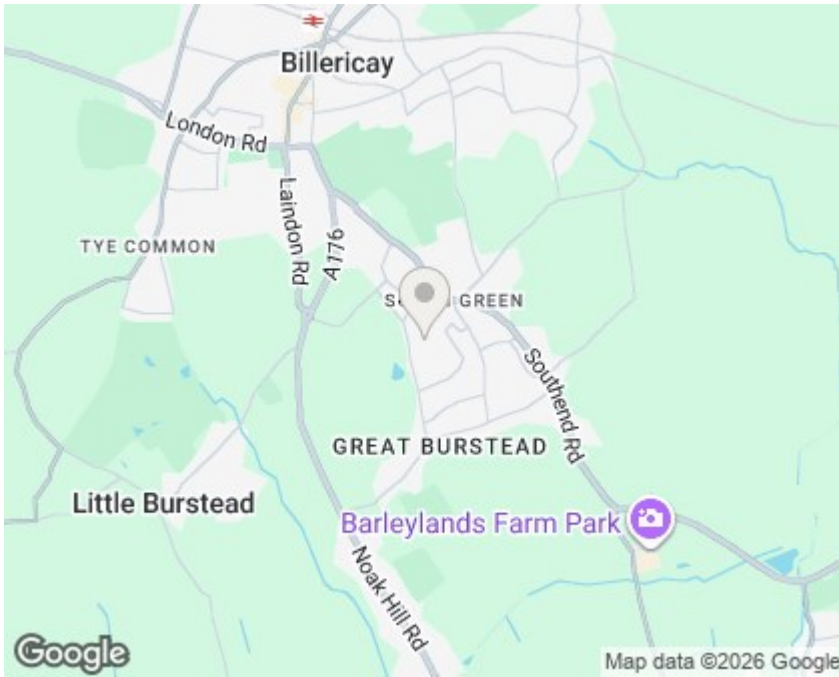 Billericay
London Rd
Laindon Rd
A176
TYE COMMON
GREEN
Southend Rd
GREAT BURSTEAD
Little Burstead
Barleylands Farm Park
Noak Hill Rd
Google
Map data ©2026 Google